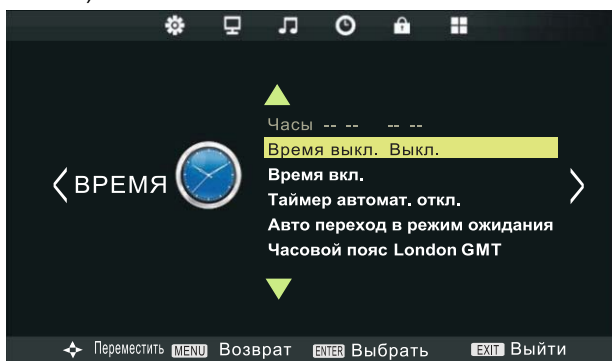 Часы -- -- -- --
Время выкл. Выкл.
ВРЕМЯ
Время вкл.
Таймер автомат. откл.
Авто переход в режим ожидания
Часовой пояс London GMT
Переместить MENU Возврат ENTER Выбрать EXIT Выйти